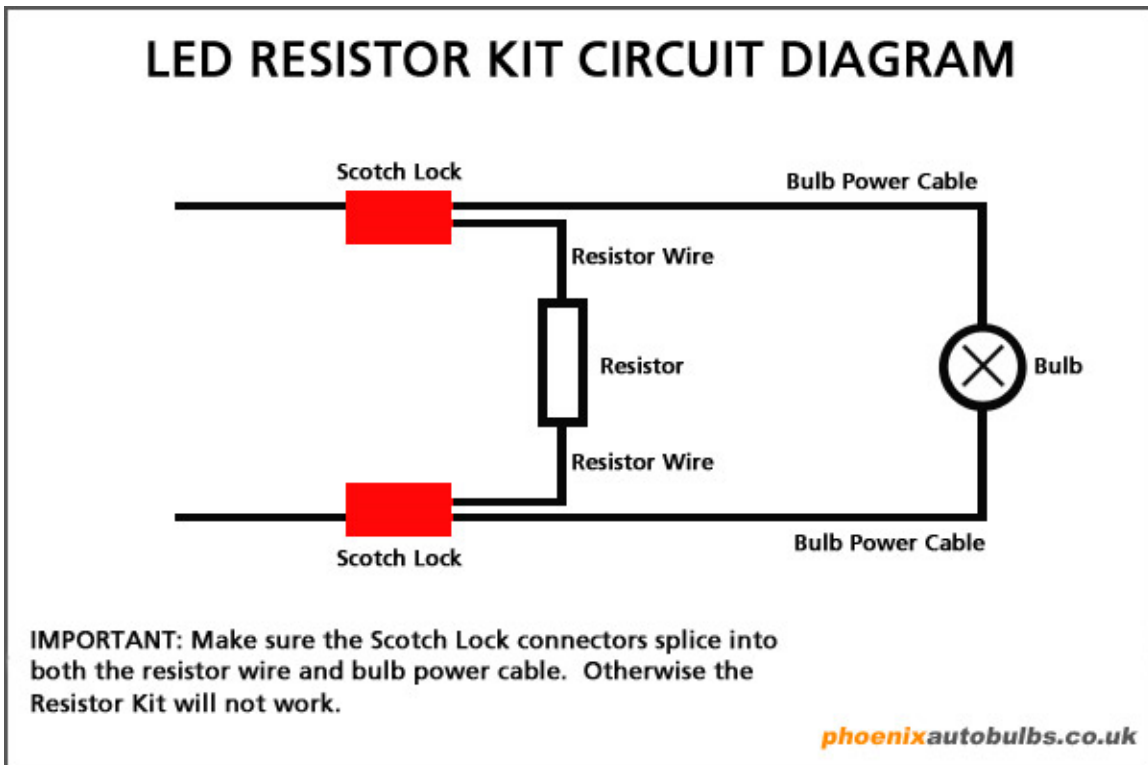 LED RESISTOR KIT CIRCUIT DIAGRAM
Scotch Lock
Bulb Power Cable
Resistor Wire
Resistor
Bulb
Resistor Wire
Bulb Power Cable
Scotch Lock
IMPORTANT: Make sure the Scotch Lock connectors splice into
both the resistor wire and bulb power cable.  Otherwise the
Resistor Kit will not work.
phoenixautobulbs.co.uk